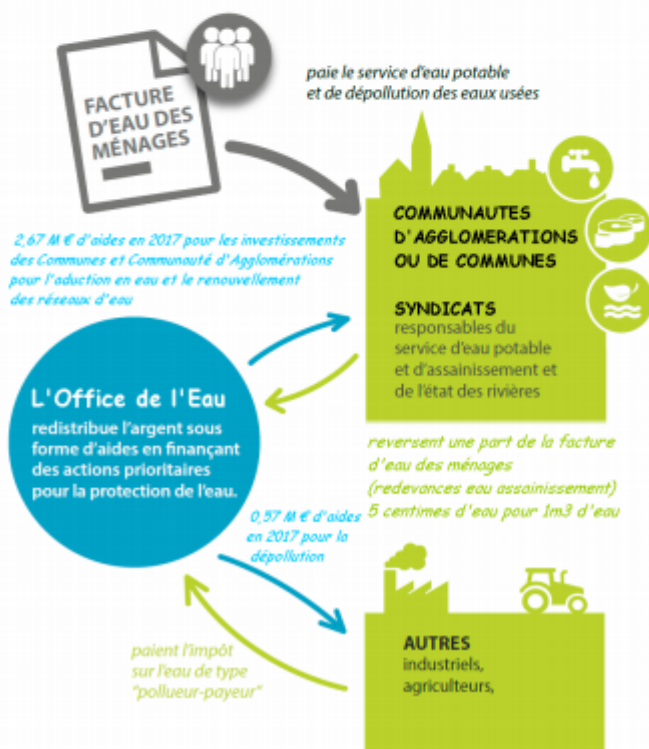 FACTURE
D'EAU DES
MÉNAGES
paie le service d'eau potable
et de dépollution des eaux usées
COMMUNAUTES
D'AGGLOMERATIONS
OU DE COMMUNES
SYNDICATS
responsables du
service d'eau potable
et d'assainissement et
de l'état des rivières
2,67 M € d'aides en 2017 pour les investissements
des Communes et Communauté d'Agglomérations
pour l'aduction en eau et le renouvellement
des réseaux d'eau
L'Office de l'Eau
redistribue l'argent sous
forme d'aides en finançant
des actions prioritaires
pour la protection de l'eau.
reversent une part de la facture
d'eau des ménages
(redevances eau assainissement)
5 centimes d'eau pour 1m3 d'eau
0,57 M € d'aides
en 2017 pour la
dépollution
paient l'impôt
sur l'eau de type
"pollueur-payeur"
AUTRES
industriels,
agriculteurs,